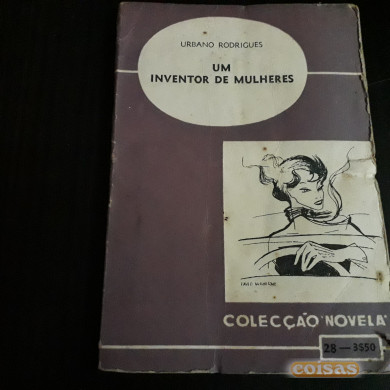 URBANO RODRIGUES
UM
INVENTOR DE MULHERES
COLECÇÃO "NOVELA"
28 — 3$50
coisas